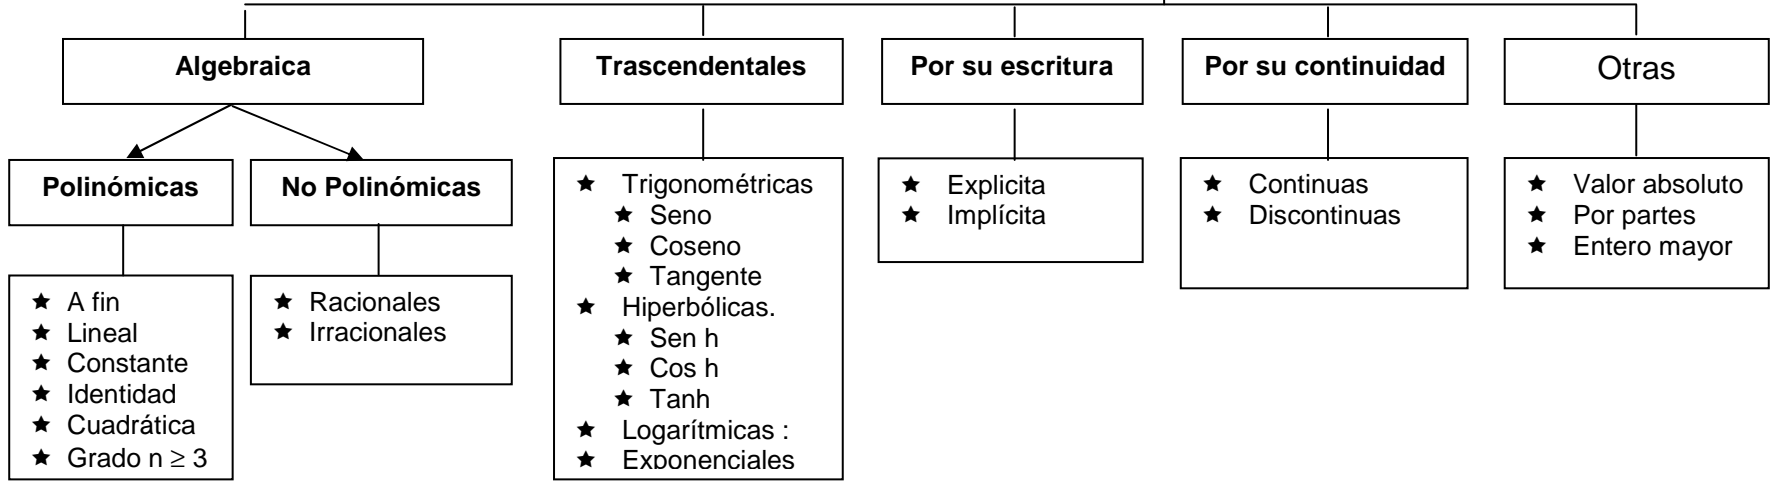 Algebraica
Polinómicas
A fin
Lineal
Constante
Identidad
Cuadrática
Grado n ≥ 3
No Polinómicas
Racionales
Irracionales
Trascendentales
Trigonométricas
Seno
Coseno
Tangente
Hiperbólicas.
Sen h
Cos h
Tanh
Logarítmicas :
Exponenciales
Por su escritura
Explicita
Implícita
Por su continuidad
Continuas
Discontinuas
Otras
Valor absoluto
Por partes
Entero mayor